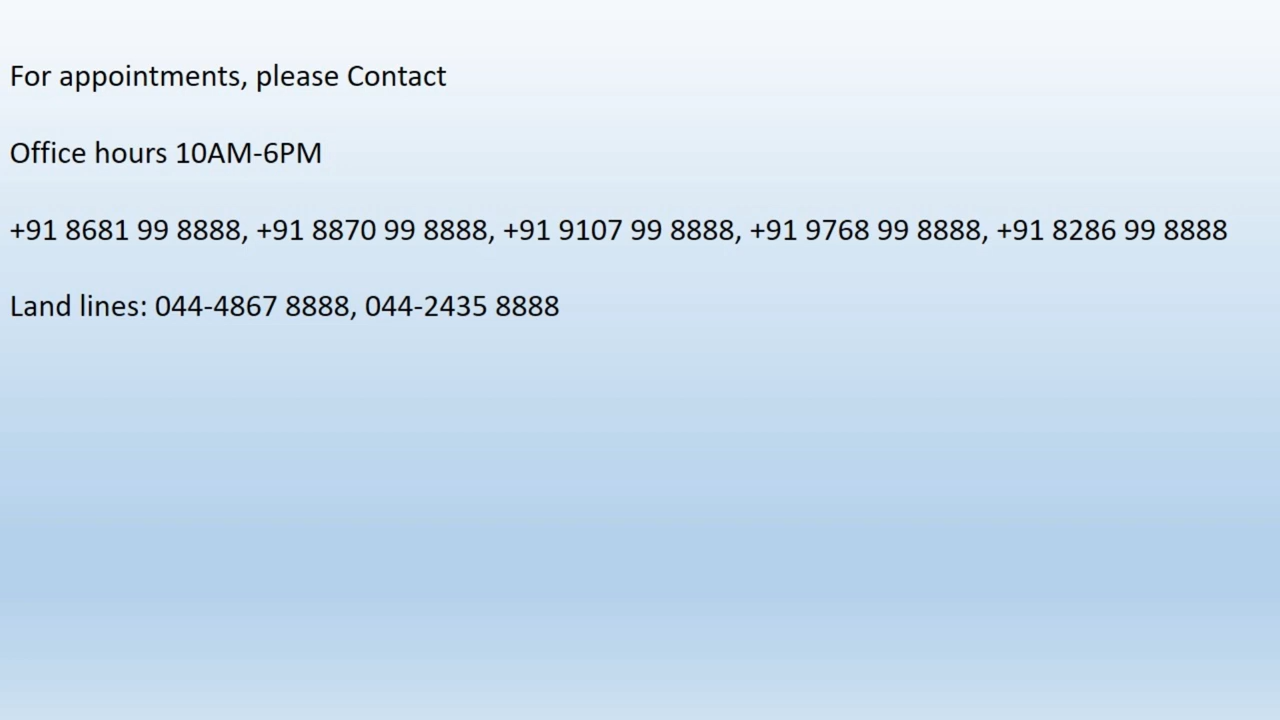 For appointments, please Contact
Office hours 10AM-6PM
+91 8681 99 8888, +91 8870 99 8888, +91 9107 99 8888, +91 9768 99 8888, +91 8286 99 8888
Land lines: 044-4867 8888, 044-2435 8888